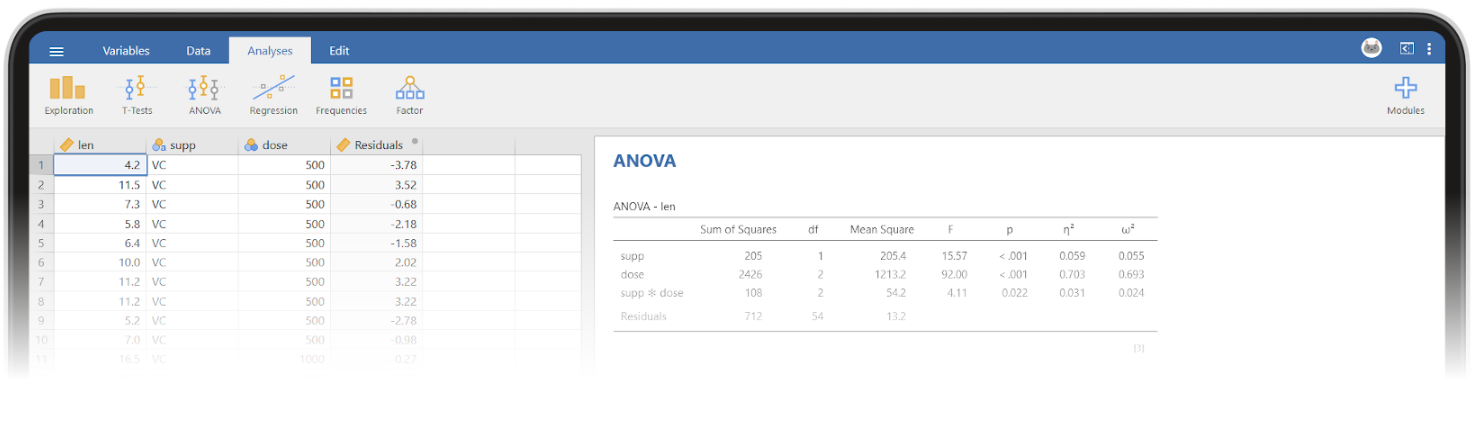 Variables Data Analyses Edit
Exploration T-Tests ANOVA Regression Frequencies Factor Modules
len supp dose Residuals
1 4.2 VC 500 -3.78
2 11.5 VC 500 3.52
3 7.3 VC 500 -0.68
4 5.8 VC 500 -2.18
5 6.4 VC 500 -1.58
6 10.0 VC 500 2.02
7 11.2 VC 500 3.22
8 11.2 VC 500 3.22
9 5.2 VC 500 -2.78
10 7.0 VC 500 -0.98
11 16.5 VC 1000 -0.27
ANOVA
ANOVA - len
Sum of Squares df Mean Square F p η² ω²
supp 205 1 205.4 15.57 < .001 0.059 0.055
dose 2426 2 1213.2 92.00 < .001 0.703 0.693
supp ✻ dose 108 2 54.2 4.11 0.022 0.031 0.024
Residuals 712 54 13.2
[3]